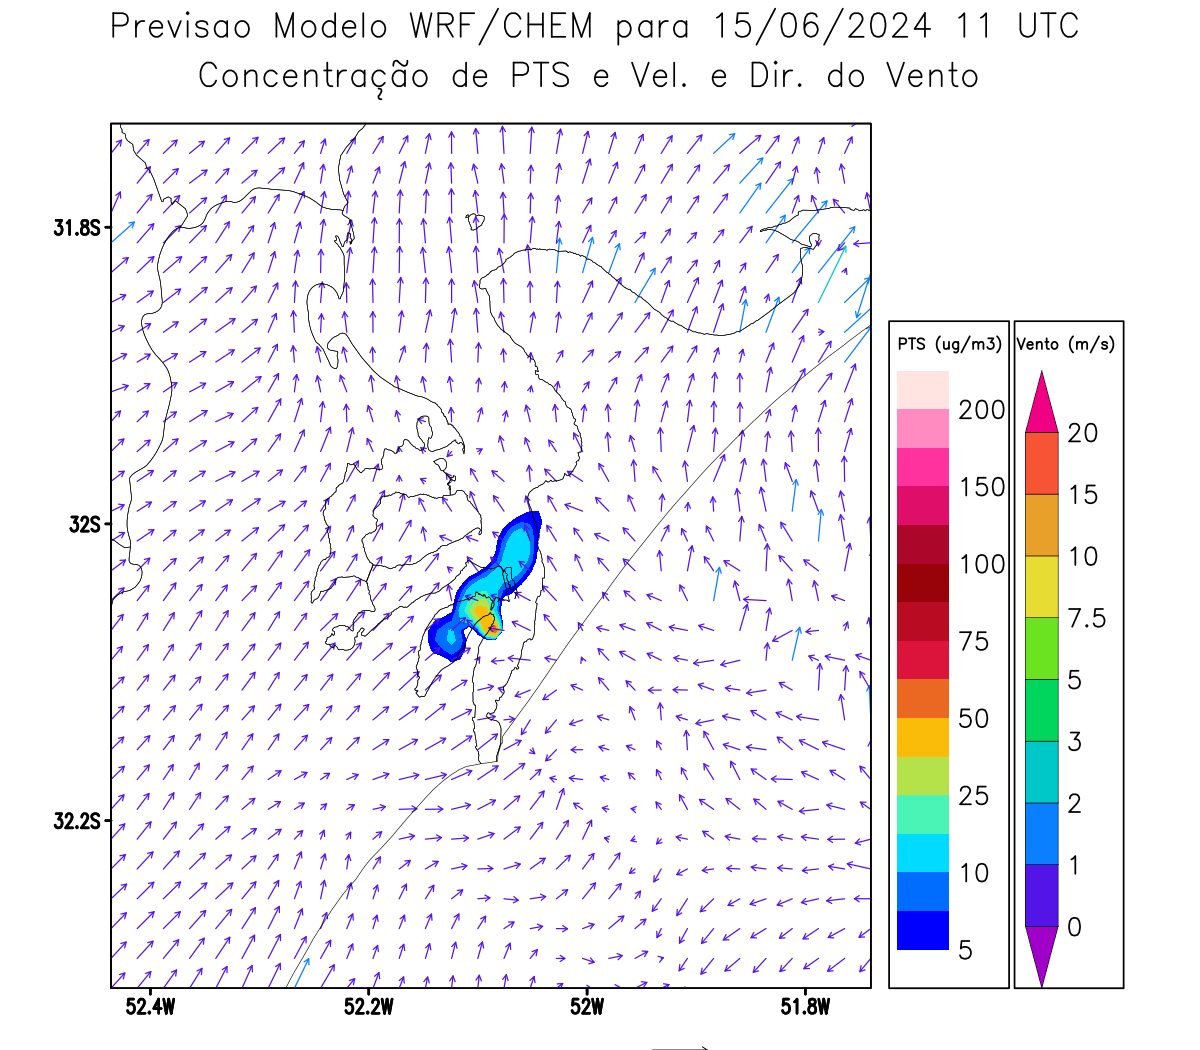 Previsao Modelo WRF/CHEM para 15/06/2024 11 UTC
Concentração de PTS e Vel. e Dir. do Vento
31.8S
32S
32.2S
52.4W 52.2W 52W 51.8W
PTS (ug/m3)
200
150
100
75
50
25
10
5
Vento (m/s)
20
15
10
7.5
5
3
2
1
0